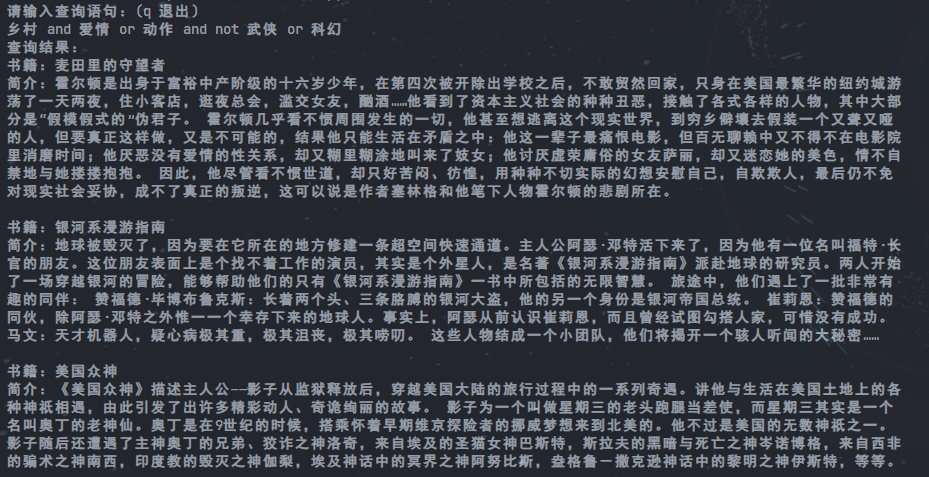 请输入查询语句：(q 退出)
乡村 and 爱情 or 动作 and not 武侠 or 科幻
查询结果：
书籍：麦田里的守望者
简介：霍尔顿是出身于富裕中产阶级的十六岁少年，在第四次被开除出学校之后，不敢贸然回家，只身在美国最繁华的纽约城游
荡了一天两夜，住小客店，逛夜总会，滥交女友，酗酒……他看到了资本主义社会的种种丑恶，接触了各式各样的人物，其中大部
分是“假模假式的”伪君子。 霍尔顿几乎看不惯周围发生的一切，他甚至想逃离这个现实世界，到穷乡僻壤去假装一个又聋又哑
的人，但要真正这样做，又是不可能的，结果他只能生活在矛盾之中：他这一辈子最痛恨电影，但百无聊赖中又不得不在电影院
里消磨时间；他厌恶没有爱情的性关系，却又糊里糊涂地叫来了妓女；他讨厌虚荣庸俗的女友萨丽，却又迷恋她的美色，情不自
禁地与她搂搂抱抱。 因此，他尽管看不惯世道，却只好苦闷、彷徨，用种种不切实际的幻想安慰自己，自欺欺人，最后仍不免
对现实社会妥协，成不了真正的叛逆，这可以说是作者塞林格和他笔下人物霍尔顿的悲剧所在。
书籍：银河系漫游指南
简介：地球被毁灭了，因为要在它所在的地方修建一条超空间快速通道。主人公阿瑟·邓特活下来了，因为他有一位名叫福特·长
官的朋友。这位朋友表面上是个找不着工作的演员，其实是个外星人，是名著《银河系漫游指南》派赴地球的研究员。两人开始
了一场穿越银河的冒险，能够帮助他们的只有《银河系漫游指南》一书中所包括的无限智慧。 旅途中，他们遇上了一批非常有
趣的同伴： 赞福德·毕博布鲁克斯：长着两个头、三条胳膊的银河大盗，他的另一个身份是银河帝国总统。 崔莉恩：赞福德的
同伙，除阿瑟·邓特之外惟一一个幸存下来的地球人。事实上，阿瑟从前认识崔莉恩，而且曾经试图勾搭人家，可惜没有成功。
马文：天才机器人，疑心病极其重，极其沮丧，极其唠叨。 这些人物结成一个小团队，他们将揭开一个骇人听闻的大秘密……
书籍：美国众神
简介：《美国众神》描述主人公——影子从监狱释放后，穿越美国大陆的旅行过程中的一系列奇遇。讲他与生活在美国土地上的各
种神祇相遇，由此引发了出许多精彩动人、奇诡绚丽的故事。 影子为一个叫做星期三的老头跑腿当差使，而星期三其实是一个
名叫奥丁的老神仙。奥丁是在9世纪的时候，搭乘怀着早期维京探险者的挪威梦想来到北美的。他不过是美国的无数神祇之一。
影子随后还遭遇了主神奥丁的兄弟、狡诈之神洛奇，来自埃及的圣猫女神巴斯特，斯拉夫的黑暗与死亡之神岑诺博格，来自西非
的骗术之神南西，印度教的毁灭之神伽梨，埃及神话中的冥界之神阿努比斯，盎格鲁－撒克逊神话中的黎明之神伊斯特，等等。